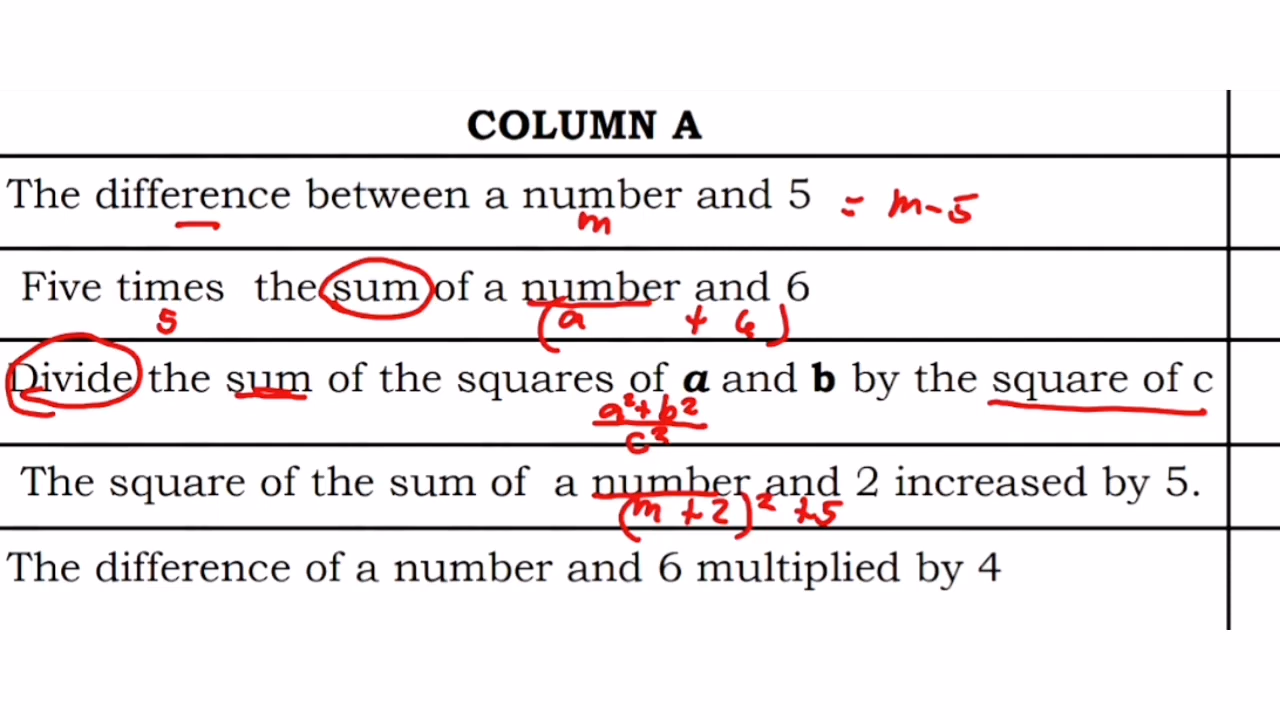 COLUMN A
The difference between a number and 5 = m-5
m
Five times the sum of a number and 6
5 (a + 6)
Divide the sum of the squares of a and b by the square of c
a²+b²
c²
The square of the sum of a number and 2 increased by 5.
(m + 2)² +5
The difference of a number and 6 multiplied by 4